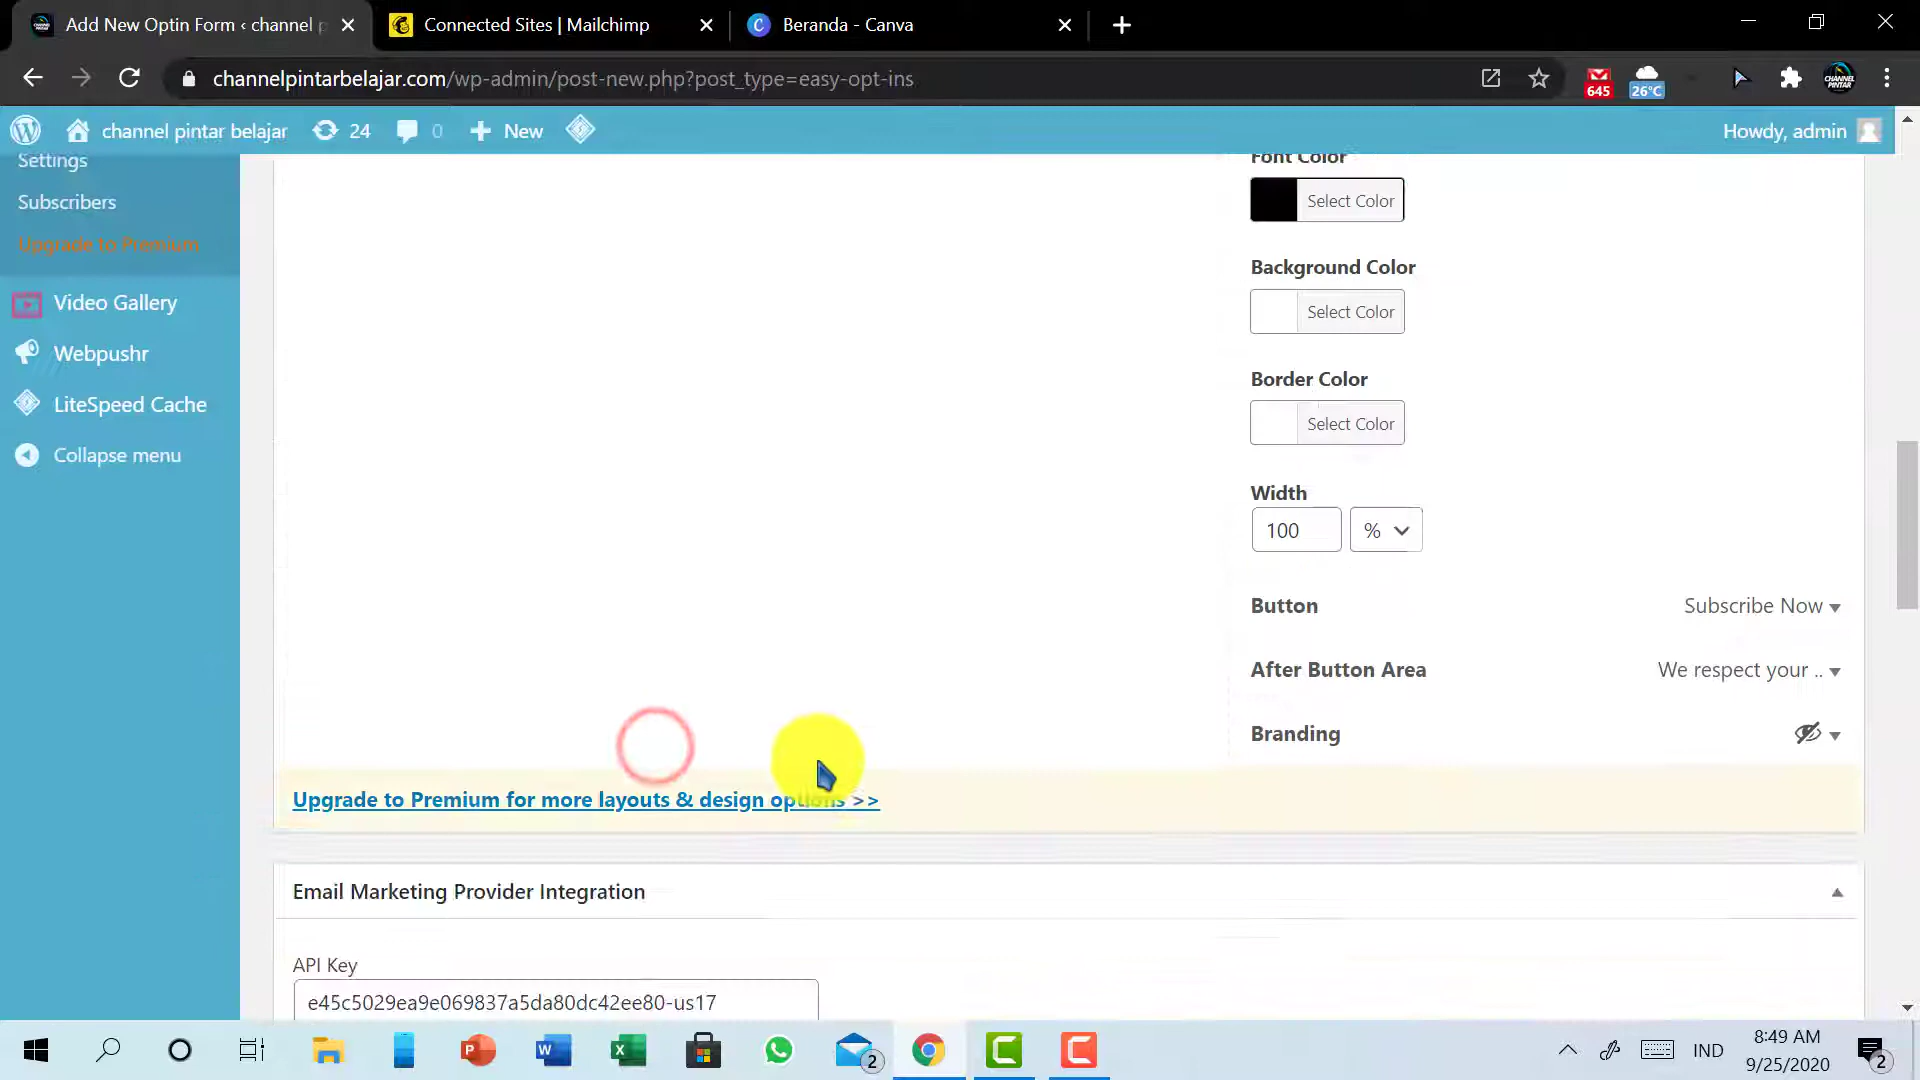 Add New Optin Form ‹ channel p
Connected Sites | Mailchimp
Beranda - Canva
channelpintarbelajar.com/wp-admin/post-new.php?post_type=easy-opt-ins
645
26°C
channel pintar belajar
24
0
New
Howdy, admin
Settings
Subscribers
Upgrade to Premium
Video Gallery
Webpushr
LiteSpeed Cache
Collapse menu
Font Color
Select Color
Background Color
Select Color
Border Color
Select Color
Width
100
%
Button
Subscribe Now
After Button Area
We respect your ..
Branding
Upgrade to Premium for more layouts & design options >>
Email Marketing Provider Integration
API Key
e45c5029ea9e069837a5da80dc42ee80-us17
2
IND
8:49 AM
9/25/2020
2